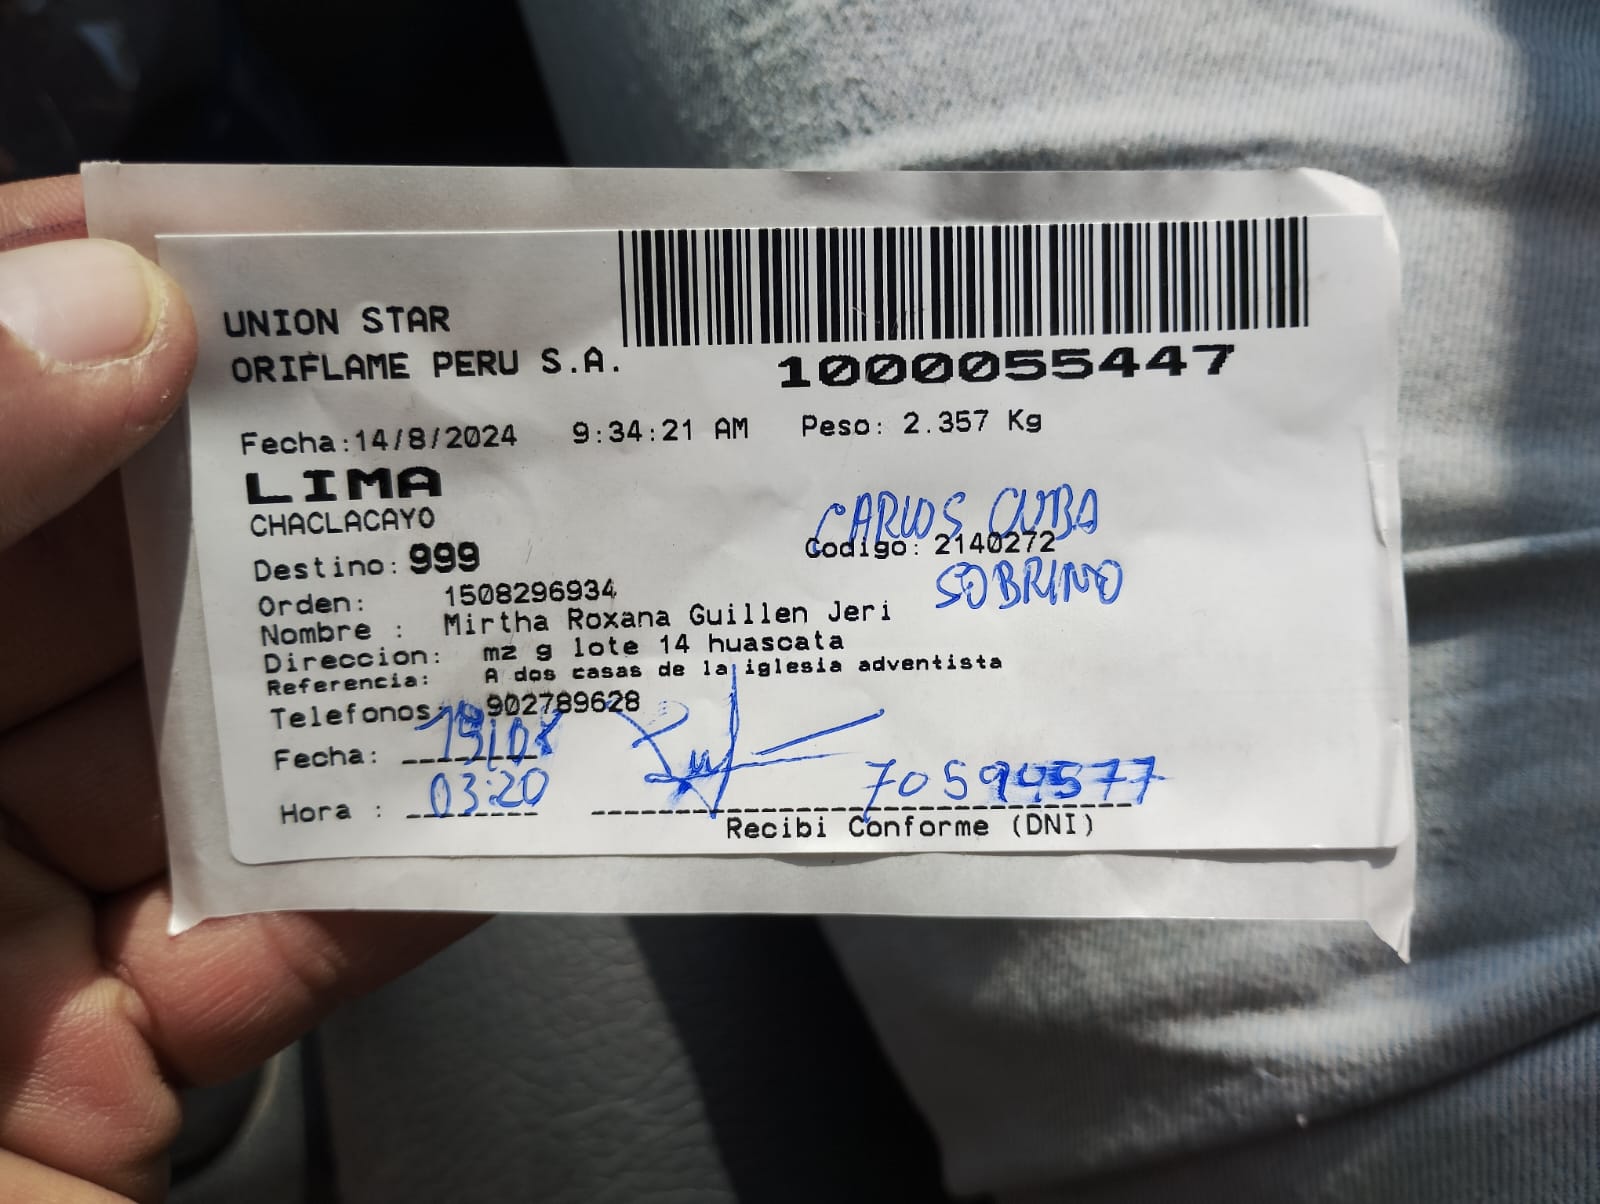 UNION STAR
ORIFLAME PERU S.A.
1000055447
Fecha:14/8/2024 9:34:21 AM Peso: 2.357 Kg
LIMA
CHACLACAYO
CARLOS CUBA
Destino: 999 Codigo: 2140272
SOBRINO
Orden: 1508296934
Nombre : Mirtha Roxana Guillen Jeri
Direccion: mz g lote 14 huascata
Referencia: A dos casas de la iglesia adventista
Telefonos: 902789628
Fecha: 19/08
Hora : 03:20 70594577
Recibi Conforme (DNI)